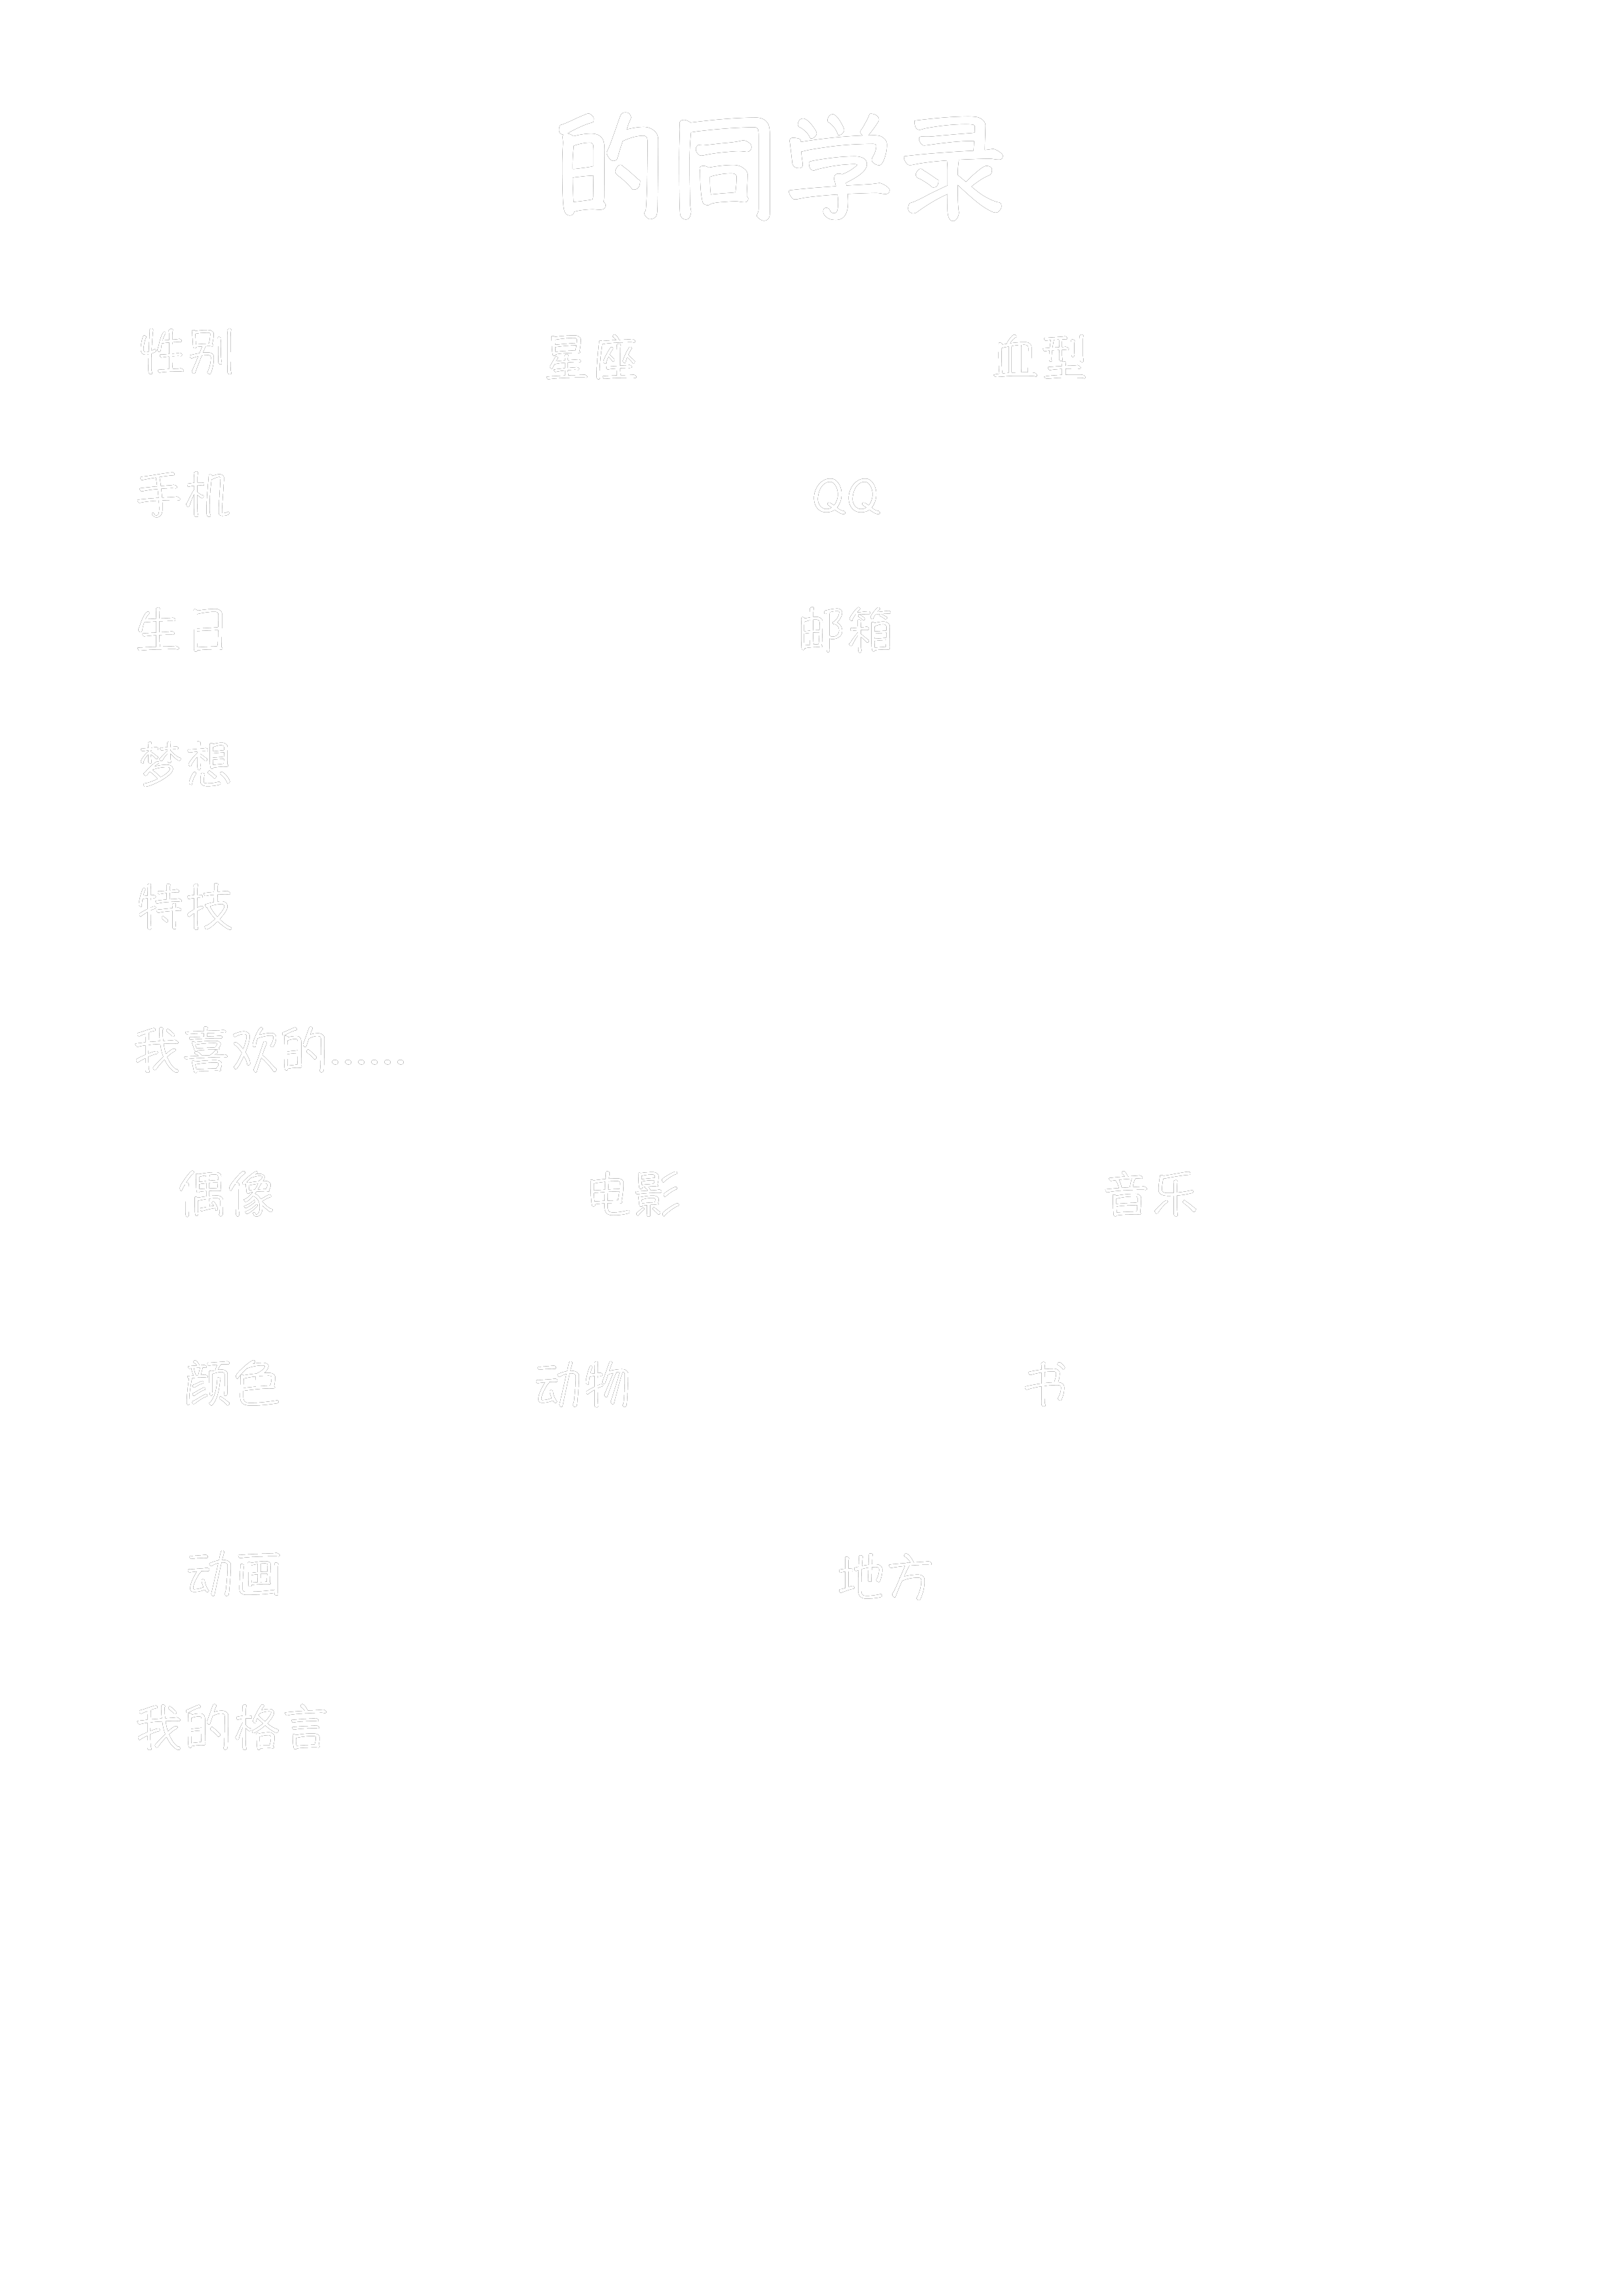 的同学录
性别 星座 血型
手机 QQ
生日 邮箱
梦想
特技
我喜欢的……
偶像 电影 音乐
颜色 动物 书
动画 地方
我的格言